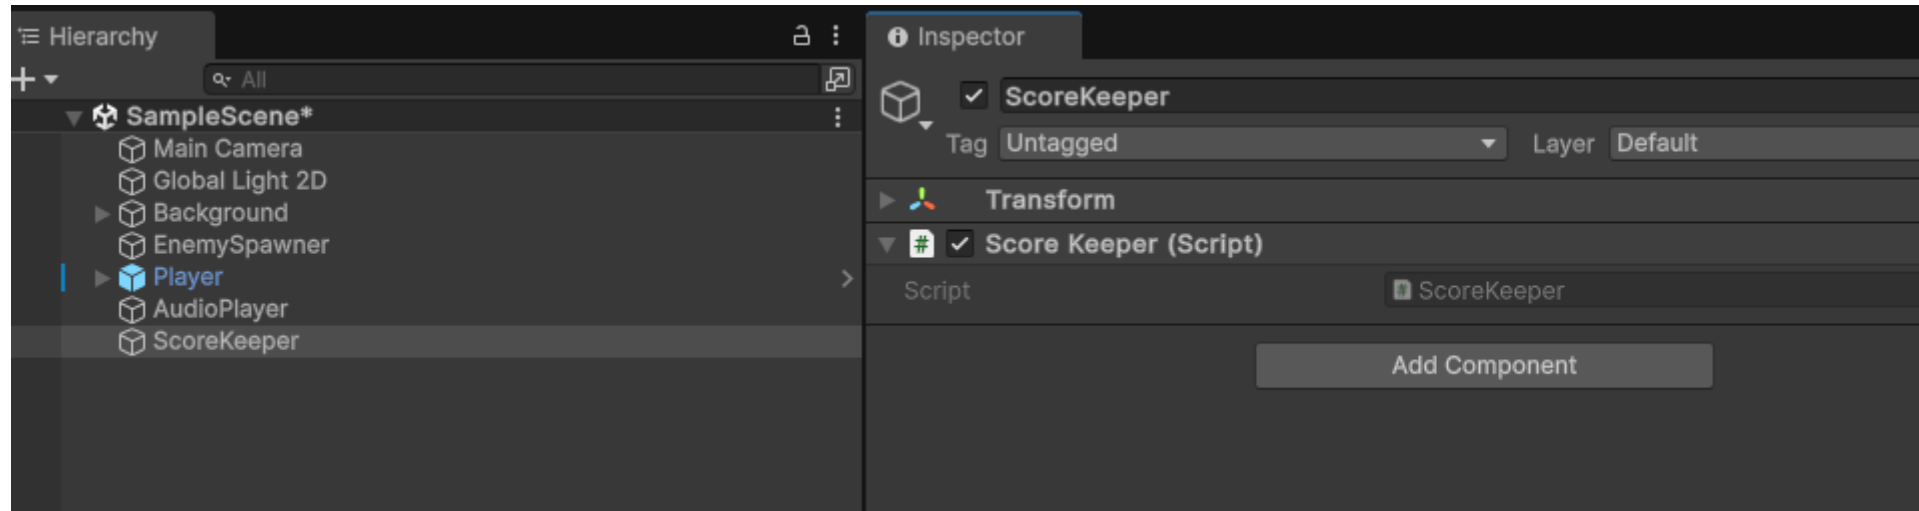 Hierarchy
All
SampleScene*
Main Camera
Global Light 2D
Background
EnemySpawner
Player
AudioPlayer
ScoreKeeper
Inspector
ScoreKeeper
Tag Untagged Layer Default
Transform
# Score Keeper (Script)
Script ScoreKeeper
Add Component